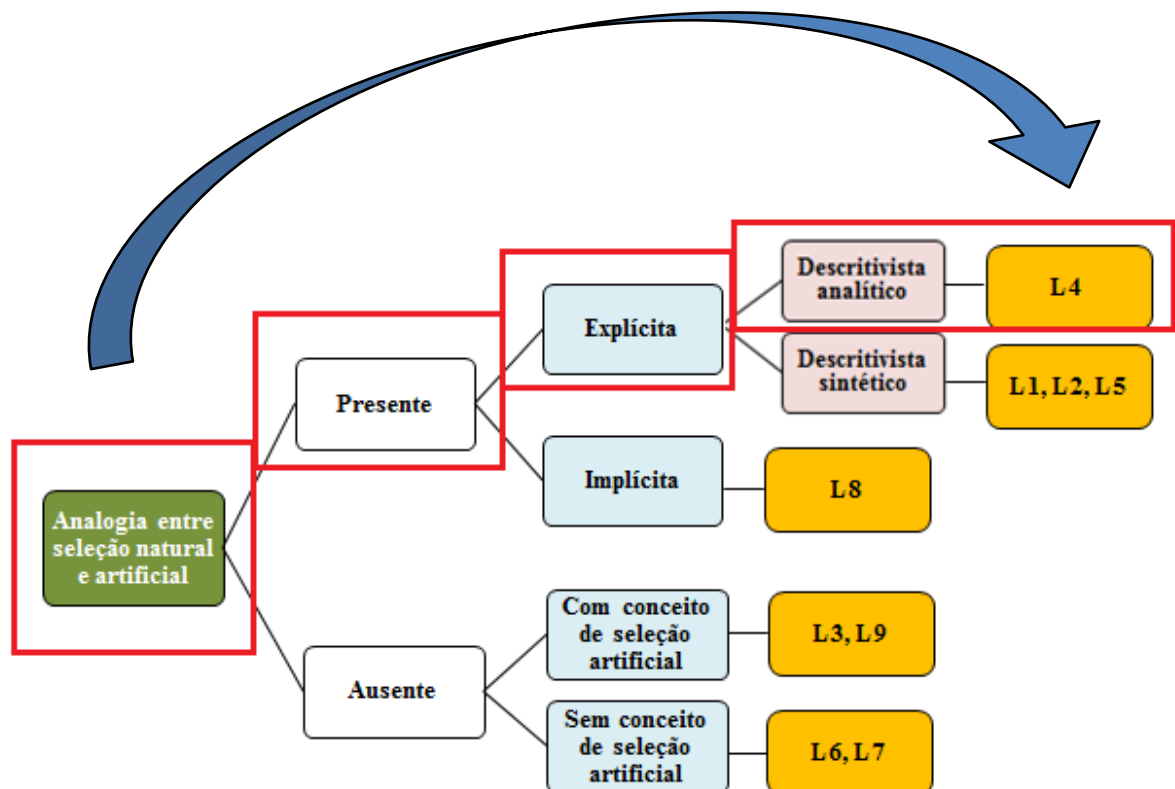 Analogia entre
seleção natural
e artificial
Presente
Explícita
Descritivista
analítico
L4
Descritivista
sintético
L1, L2, L5
Implícita
L8
Ausente
Com conceito
de seleção
artificial
L3, L9
Sem conceito
de seleção
artificial
L6, L7